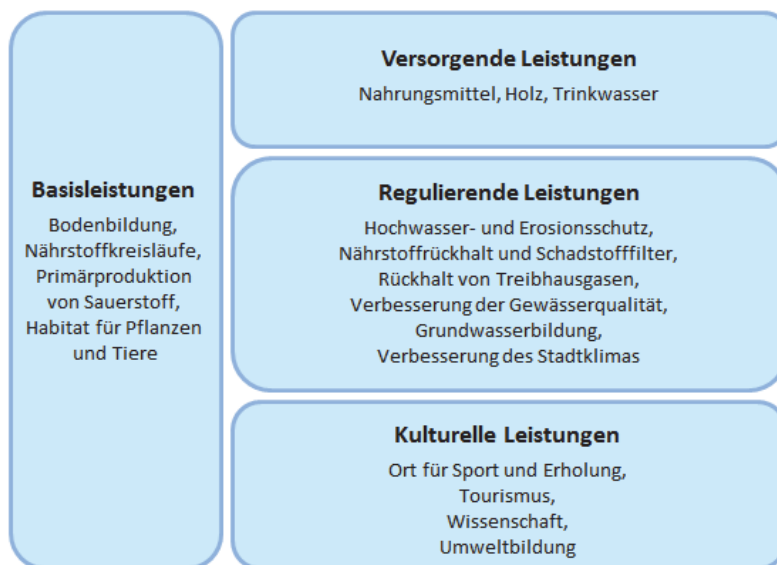 Basisleistungen
Bodenbildung,
Nährstoffkreisläufe,
Primärproduktion
von Sauerstoff,
Habitat für Pflanzen
und Tiere
Versorgende Leistungen
Nahrungsmittel, Holz, Trinkwasser
Regulierende Leistungen
Hochwasser- und Erosionsschutz,
Nährstoffrückhalt und Schadstofffilter,
Rückhalt von Treibhausgasen,
Verbesserung der Gewässerqualität,
Grundwasserbildung,
Verbesserung des Stadtklimas
Kulturelle Leistungen
Ort für Sport und Erholung,
Tourismus,
Wissenschaft,
Umweltbildung